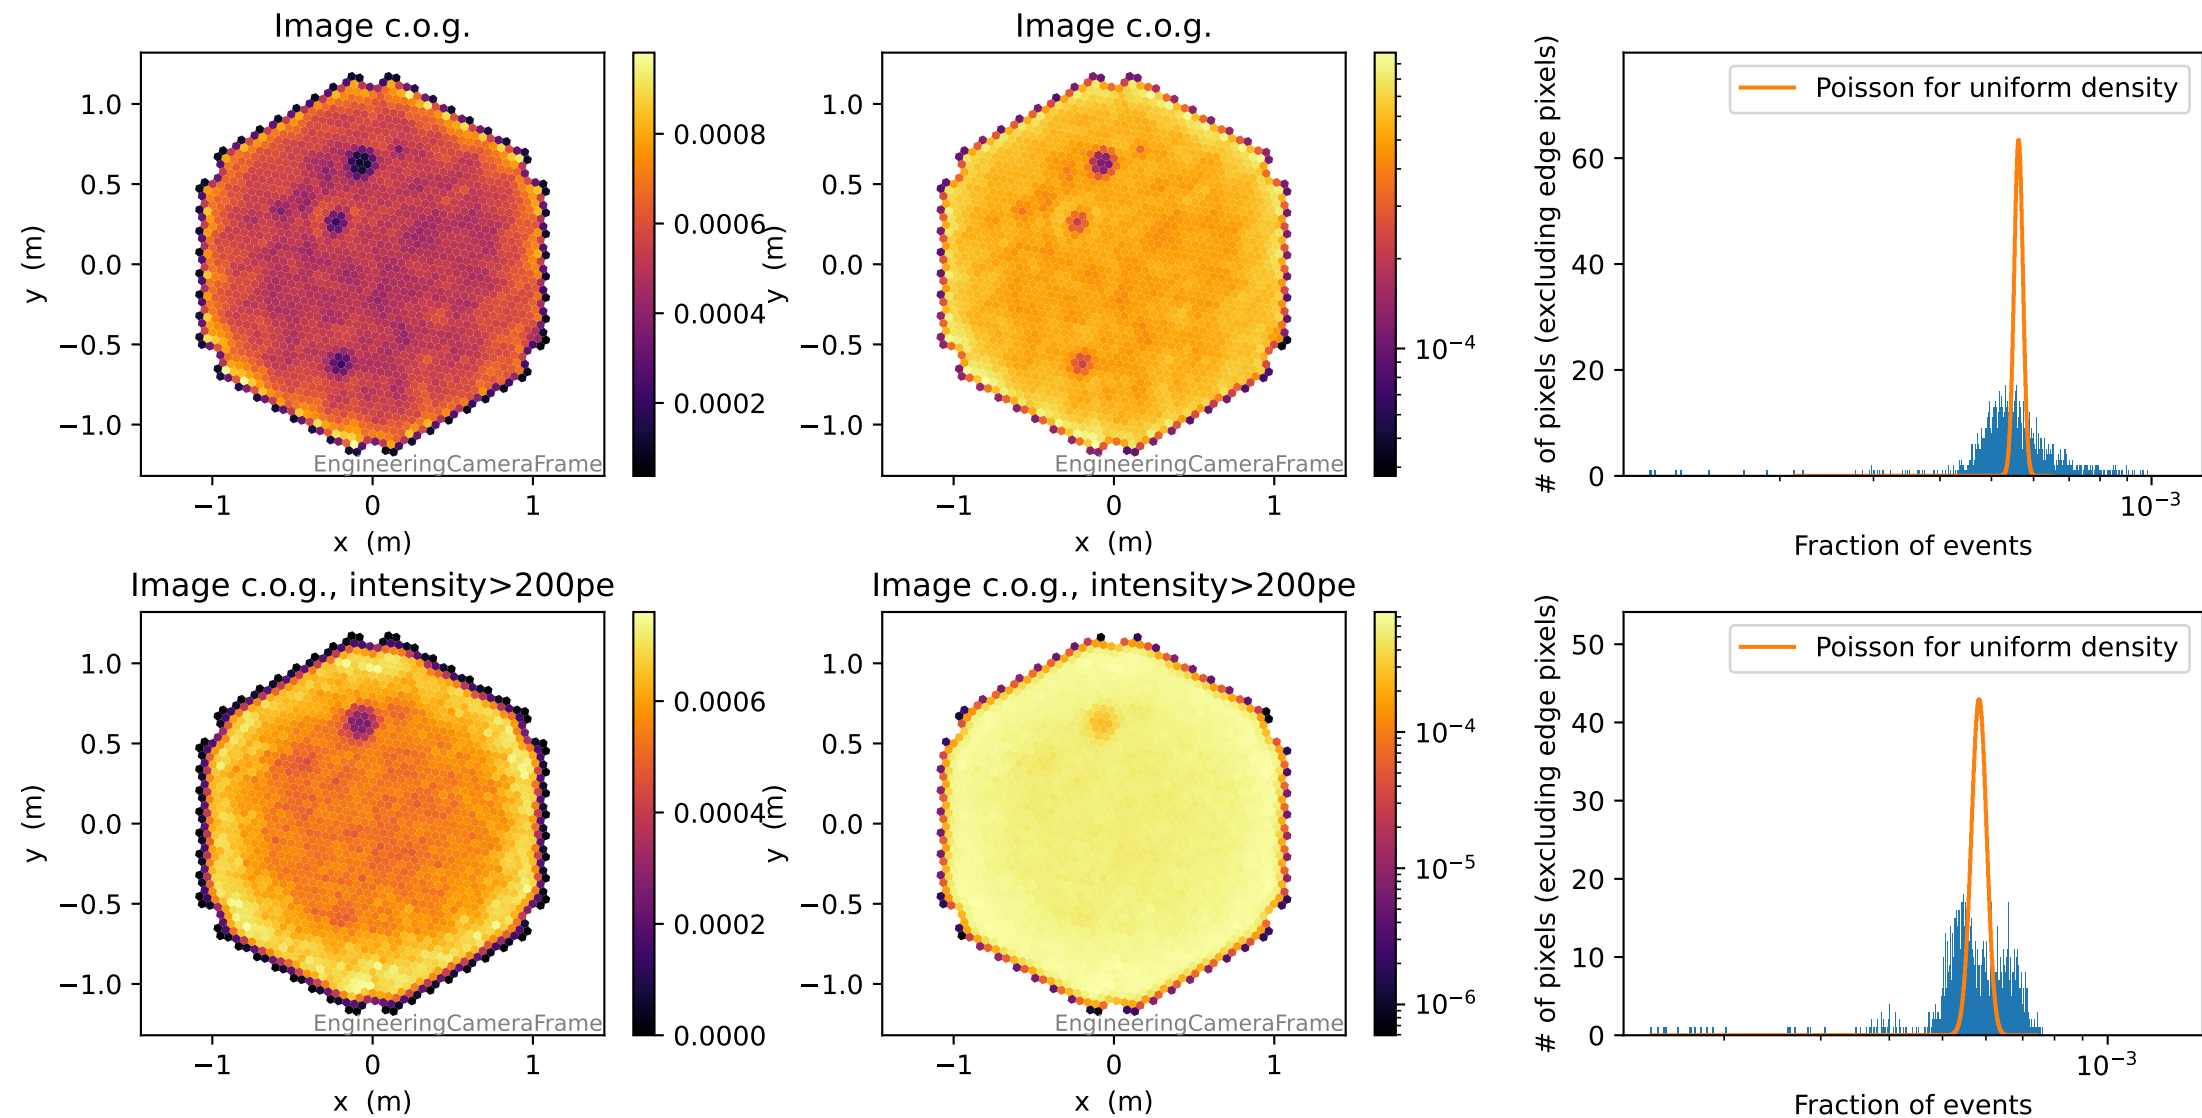 Image c.o.g.
1.0
0.5
0.0
−0.5
−1.0
y (m)
−1
0
1
x (m)
EngineeringCameraFrame
0.0008
0.0006
0.0004
0.0002
Image c.o.g.
1.0
0.5
0.0
−0.5
−1.0
y (m)
−1
0
1
x (m)
EngineeringCameraFrame
10⁻⁴
Poisson for uniform density
60
40
20
0
# of pixels (excluding edge pixels)
10⁻³
Fraction of events
Image c.o.g., intensity>200pe
1.0
0.5
0.0
−0.5
−1.0
y (m)
−1
0
1
x (m)
EngineeringCameraFrame
0.0006
0.0004
0.0002
0.0000
Image c.o.g., intensity>200pe
1.0
0.5
0.0
−0.5
−1.0
y (m)
−1
0
1
x (m)
EngineeringCameraFrame
10⁻⁴
10⁻⁵
10⁻⁶
Poisson for uniform density
50
40
30
20
10
0
# of pixels (excluding edge pixels)
10⁻³
Fraction of events